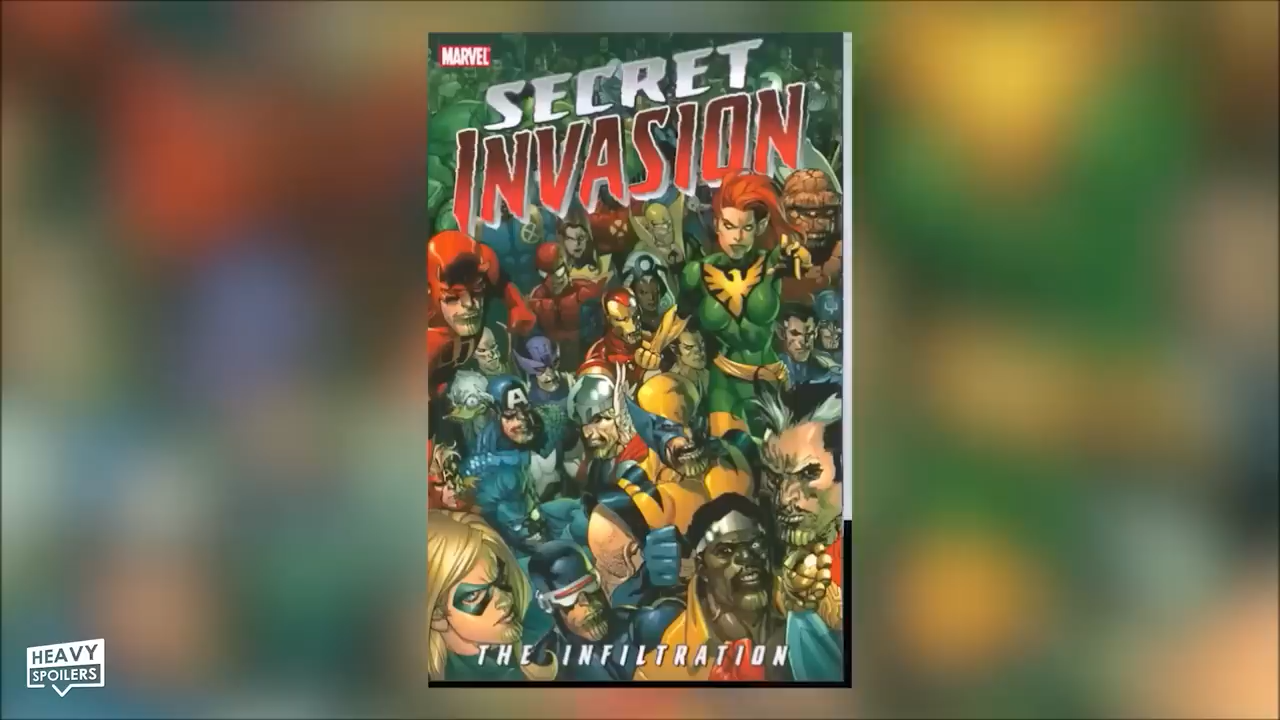 MARVEL
SECRET
INVASION
THE INFILTRATION
HEAVY
SPOILERS